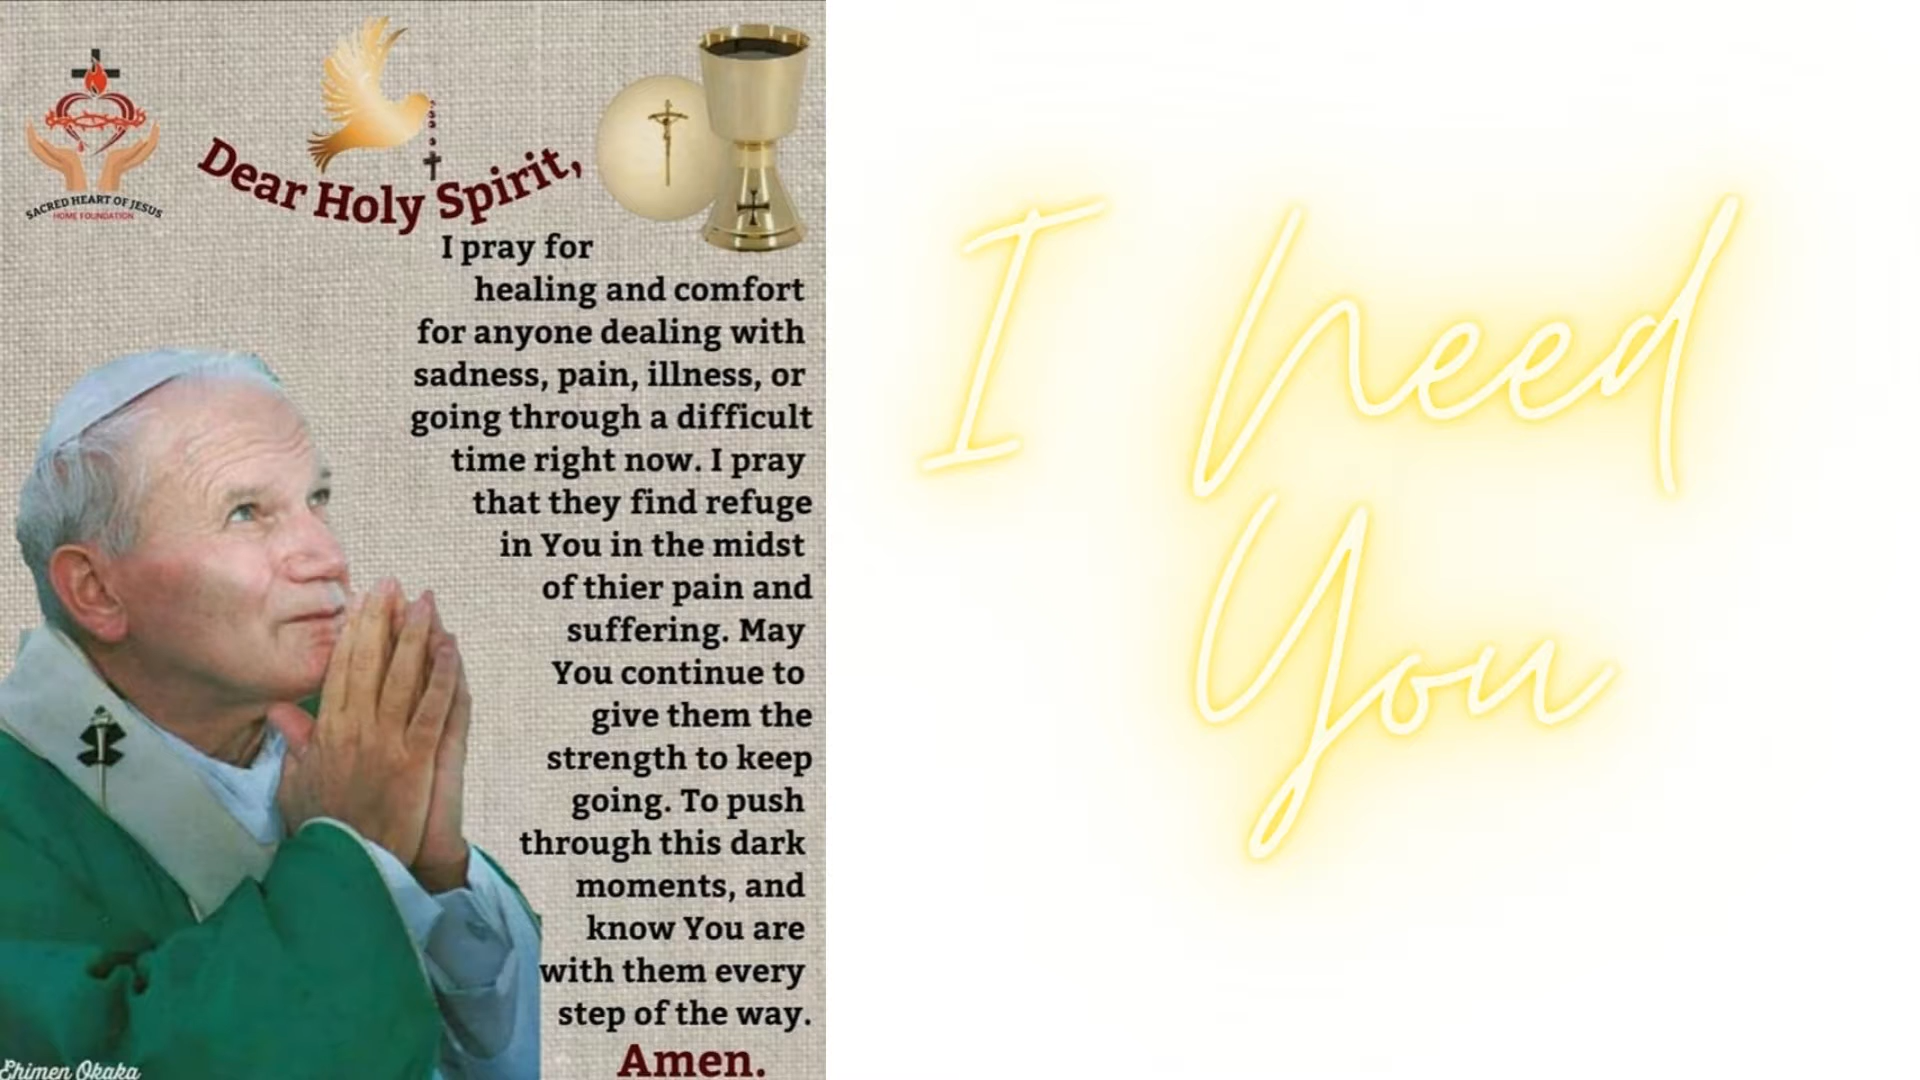 SACRED HEART OF JESUS
HOME FOUNDATION
Dear Holy Spirit,
I pray for
healing and comfort
for anyone dealing with
sadness, pain, illness, or
going through a difficult
time right now. I pray
that they find refuge
in You in the midst
of thier pain and
suffering. May
You continue to
give them the
strength to keep
going. To push
through this dark
moments, and
know You are
with them every
step of the way.
Amen.
Ehimen Okaka
I need
You